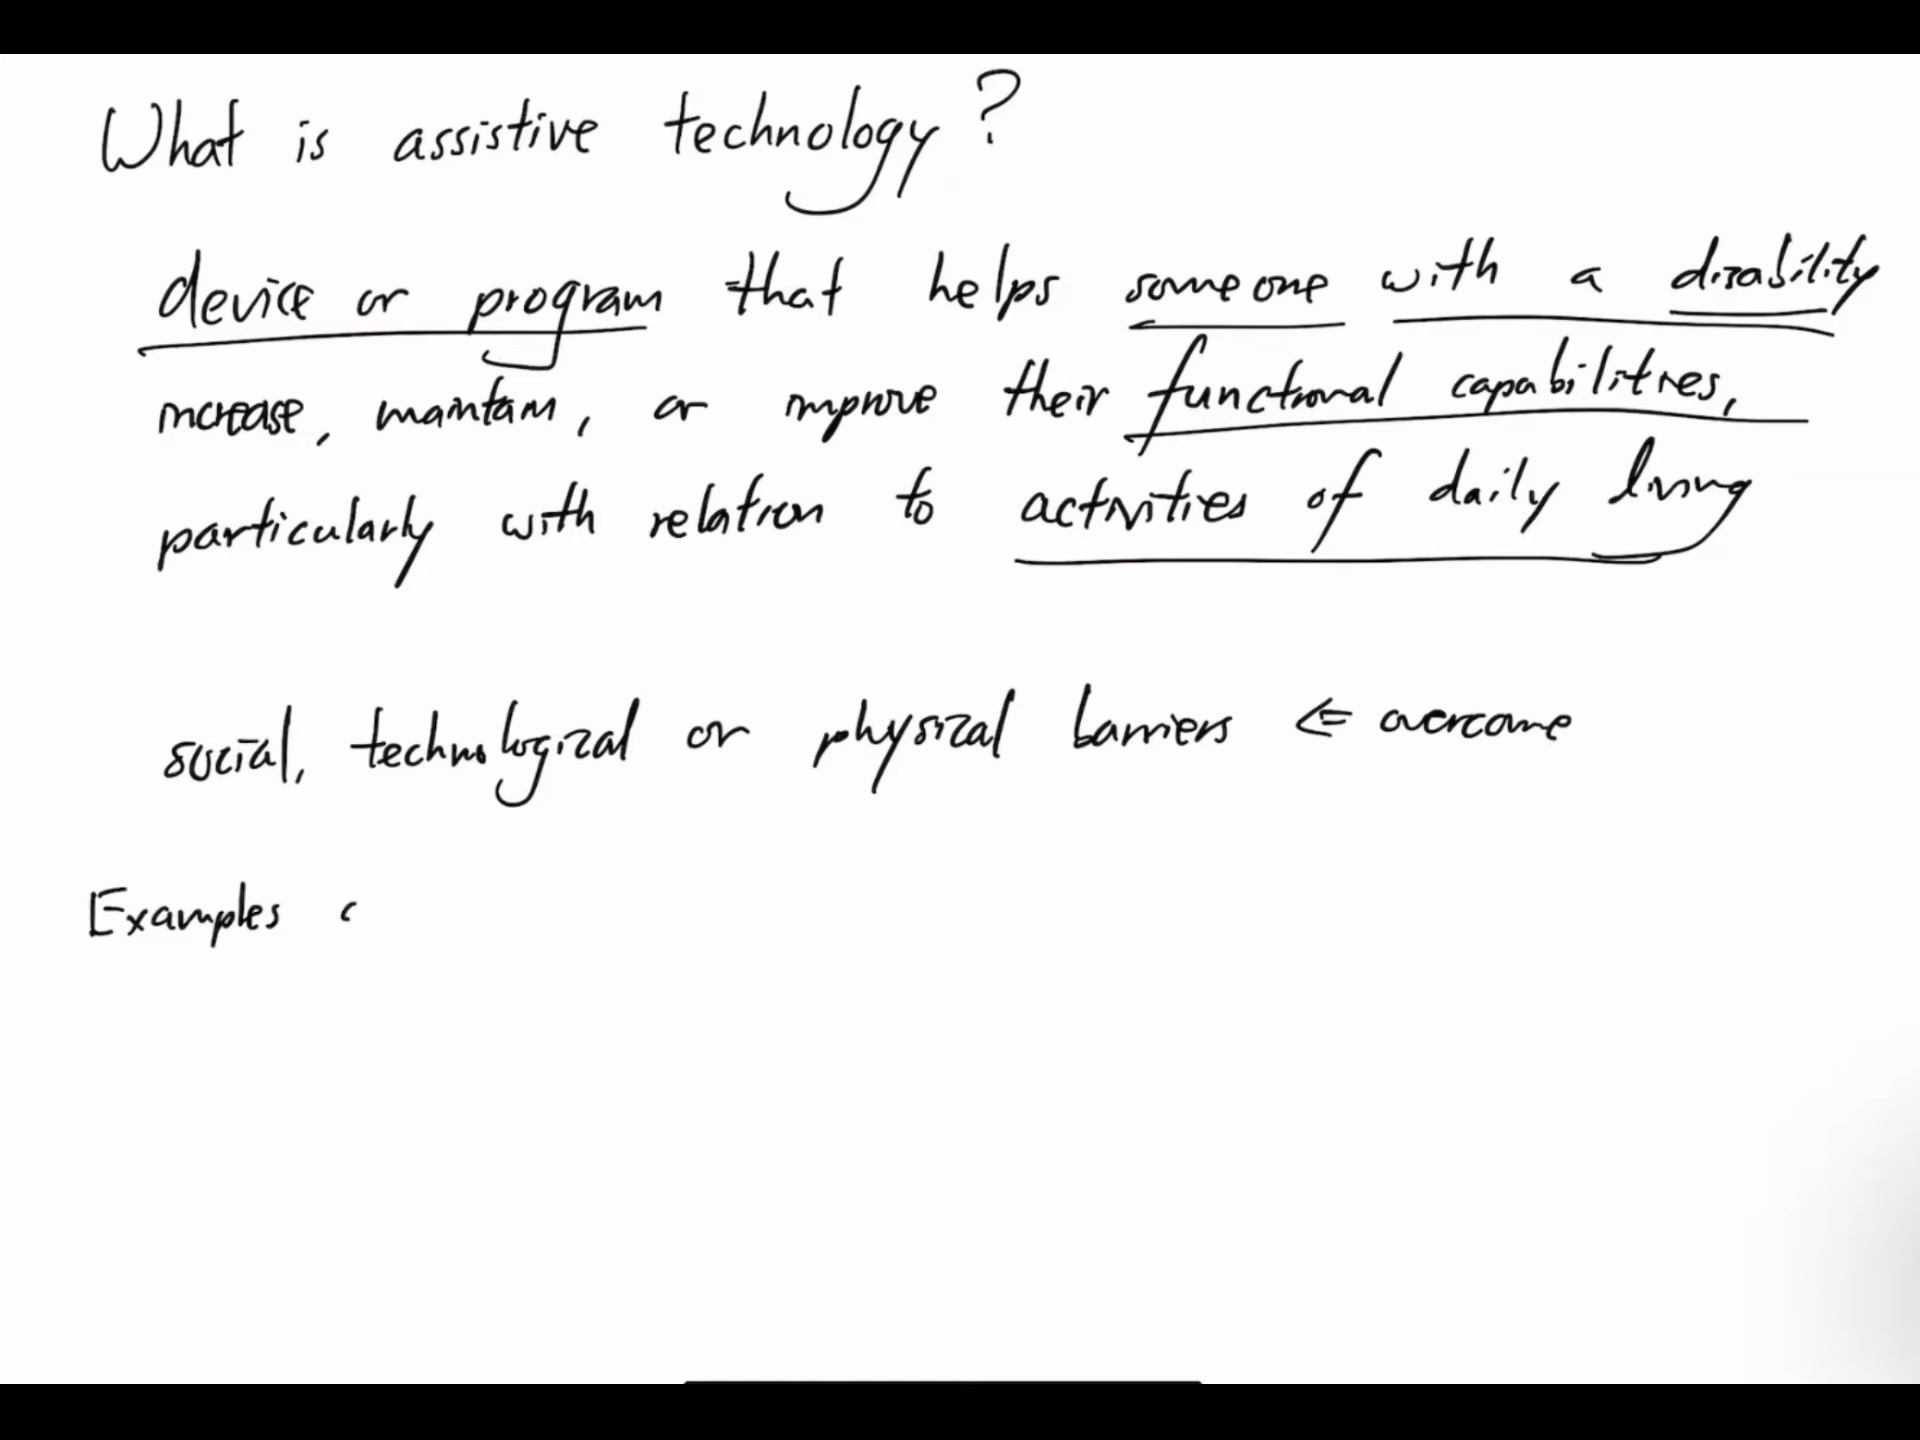 What is assistive technology?
device or program that helps someone with a disability
increase, maintain, or improve their functional capabilities,
particularly with relation to activities of daily living
social, technological or physical barriers ⇐ overcome
Examples c